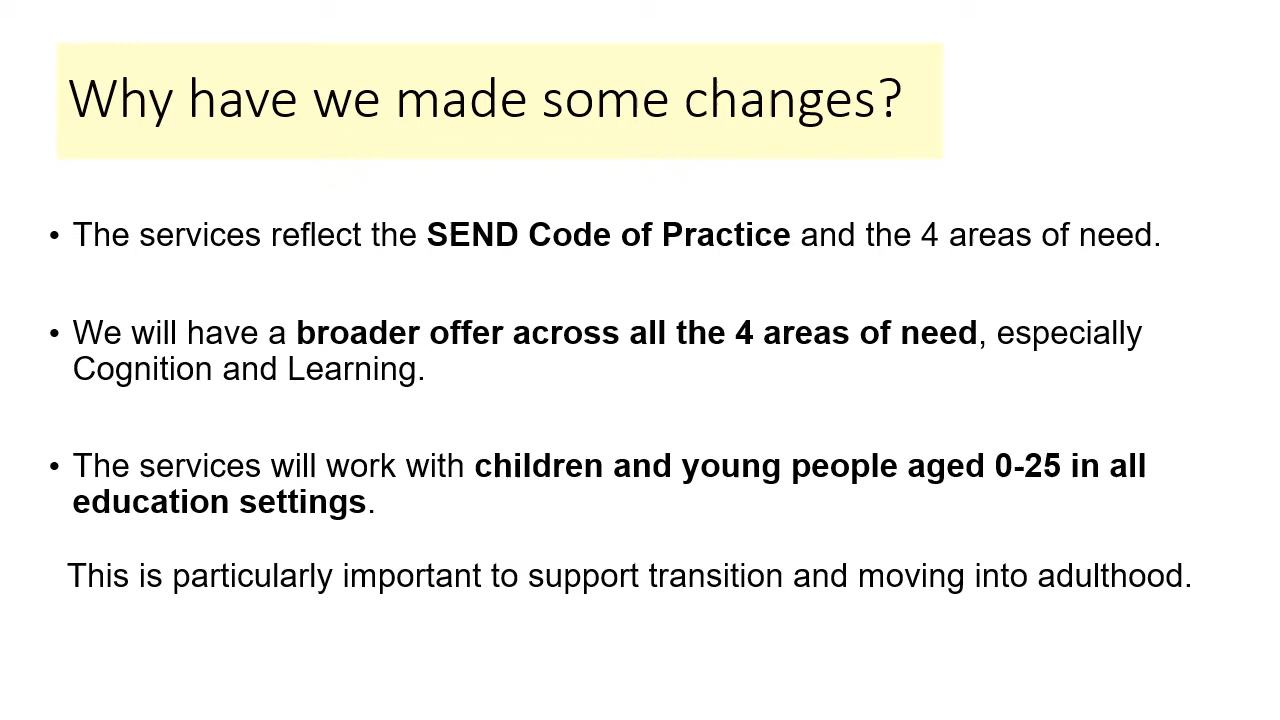 Why have we made some changes?
• The services reflect the SEND Code of Practice and the 4 areas of need.
• We will have a broader offer across all the 4 areas of need, especially
Cognition and Learning.
• The services will work with children and young people aged 0-25 in all
education settings.
This is particularly important to support transition and moving into adulthood.